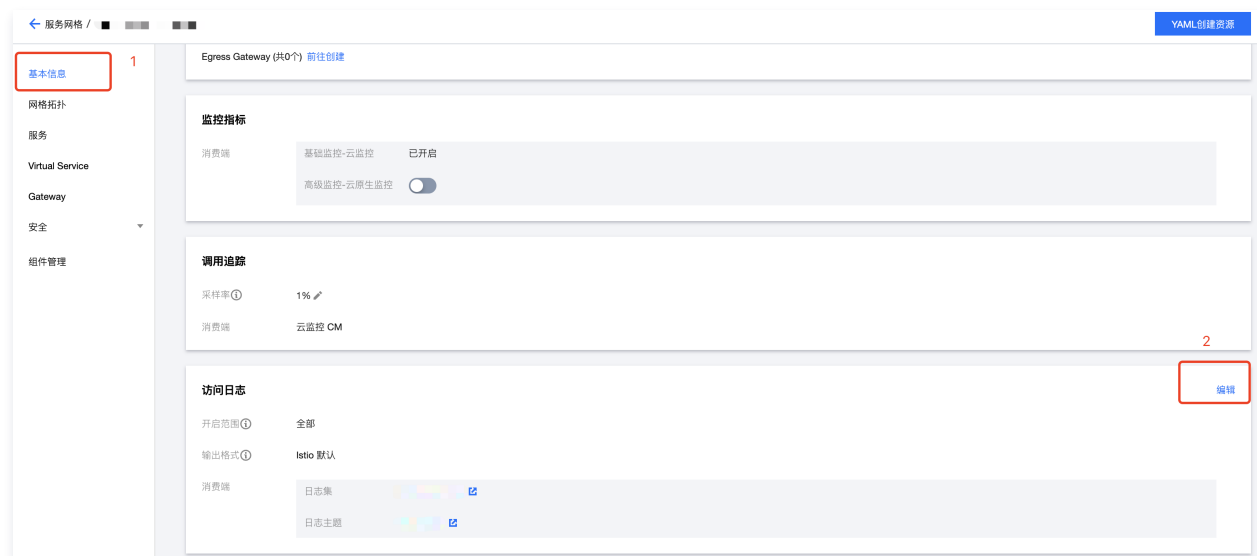 服务网格 /
YAML创建资源
1
基本信息
网格拓扑
服务
Virtual Service
Gateway
安全
组件管理
Egress Gateway (共0个) 前往创建
监控指标
消费端
基础监控-云监控 已开启
高级监控-云原生监控
调用追踪
采样率 1%
消费端 云监控 CM
2
访问日志 编辑
开启范围 全部
输出格式 Istio 默认
消费端
日志集
日志主题